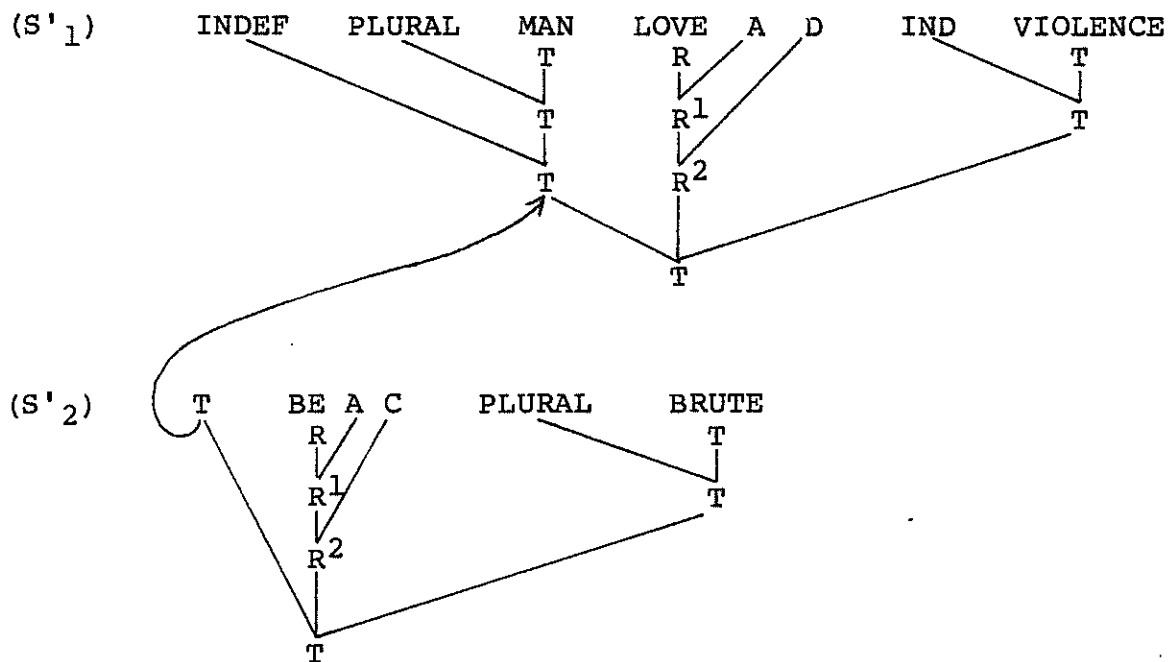 (S'1) INDEF PLURAL MAN LOVE A D IND VIOLENCE
T R T
R1
T T
R2
T
T
(S'2) T BE A C PLURAL BRUTE
R T
R1 T
R2
T